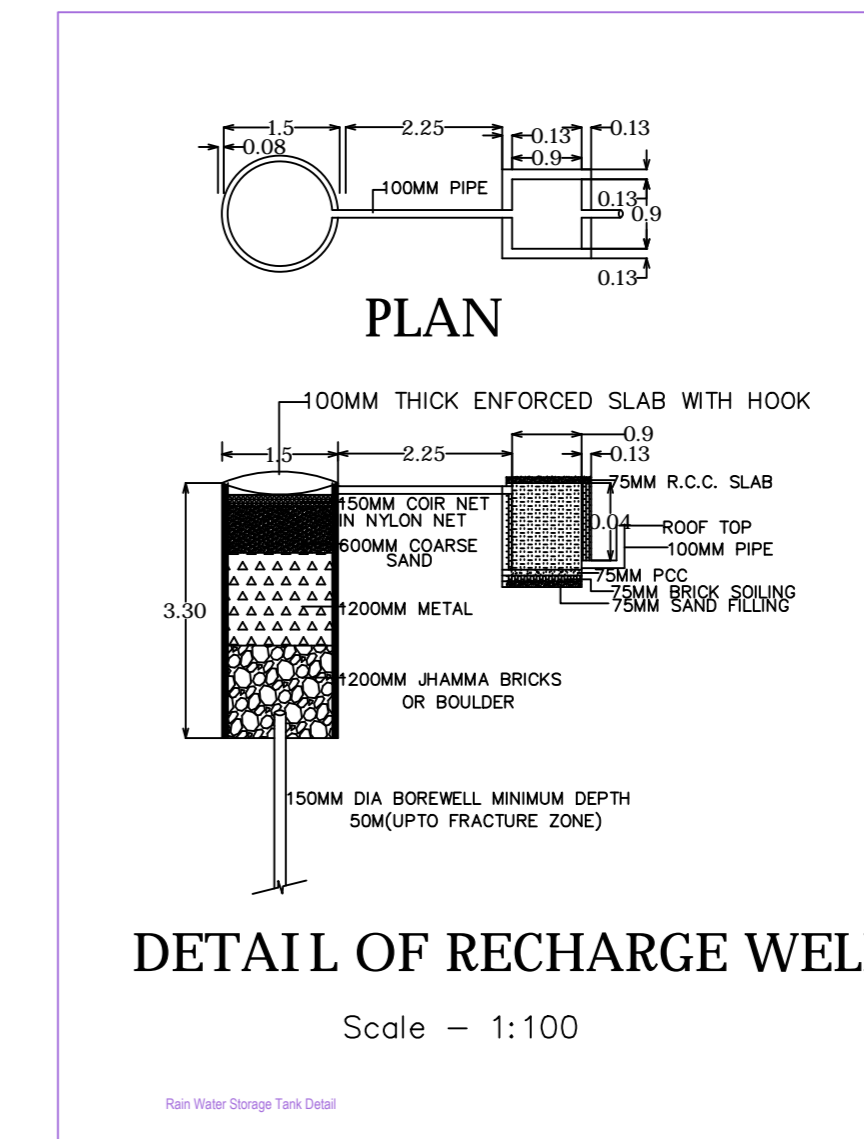 1.5
2.25
0.13
0.13
0.08
0.9
100MM PIPE
0.13
0.9
0.13
PLAN
100MM THICK ENFORCED SLAB WITH HOOK
0.9
1.5
2.25
0.13
75MM R.C.C. SLAB
150MM COIR NET
IN NYLON NET
0.04
ROOF TOP
600MM COARSE
SAND
100MM PIPE
75MM PCC
75MM BRICK SOILING
75MM SAND FILLING
3.30
1200MM METAL
1200MM JHAMMA BRICKS
OR BOULDER
150MM DIA BOREWELL MINIMUM DEPTH
50M(UPTO FRACTURE ZONE)
DETAIL OF RECHARGE WEL
Scale - 1:100
Rain Water Storage Tank Detail